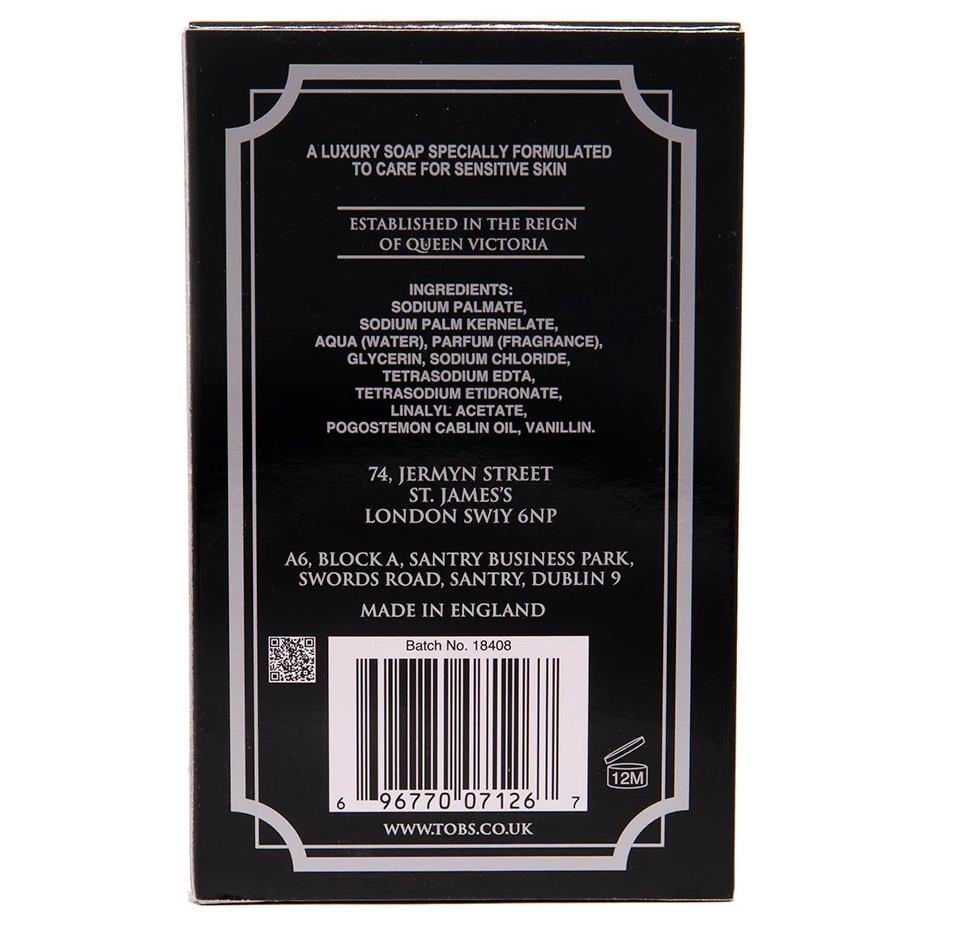 A LUXURY SOAP SPECIALLY FORMULATED
TO CARE FOR SENSITIVE SKIN
ESTABLISHED IN THE REIGN
OF QUEEN VICTORIA
INGREDIENTS:
SODIUM PALMATE,
SODIUM PALM KERNELATE,
AQUA (WATER), PARFUM (FRAGRANCE),
GLYCERIN, SODIUM CHLORIDE,
TETRASODIUM EDTA,
TETRASODIUM ETIDRONATE,
LINALYL ACETATE,
POGOSTEMON CABLIN OIL, VANILLIN.
74, JERMYN STREET
ST. JAMES'S
LONDON SW1Y 6NP
A6, BLOCK A, SANTRY BUSINESS PARK,
SWORDS ROAD, SANTRY, DUBLIN 9
MADE IN ENGLAND
Batch No. 18408
6 96770 07126 7
12M
WWW.TOBS.CO.UK